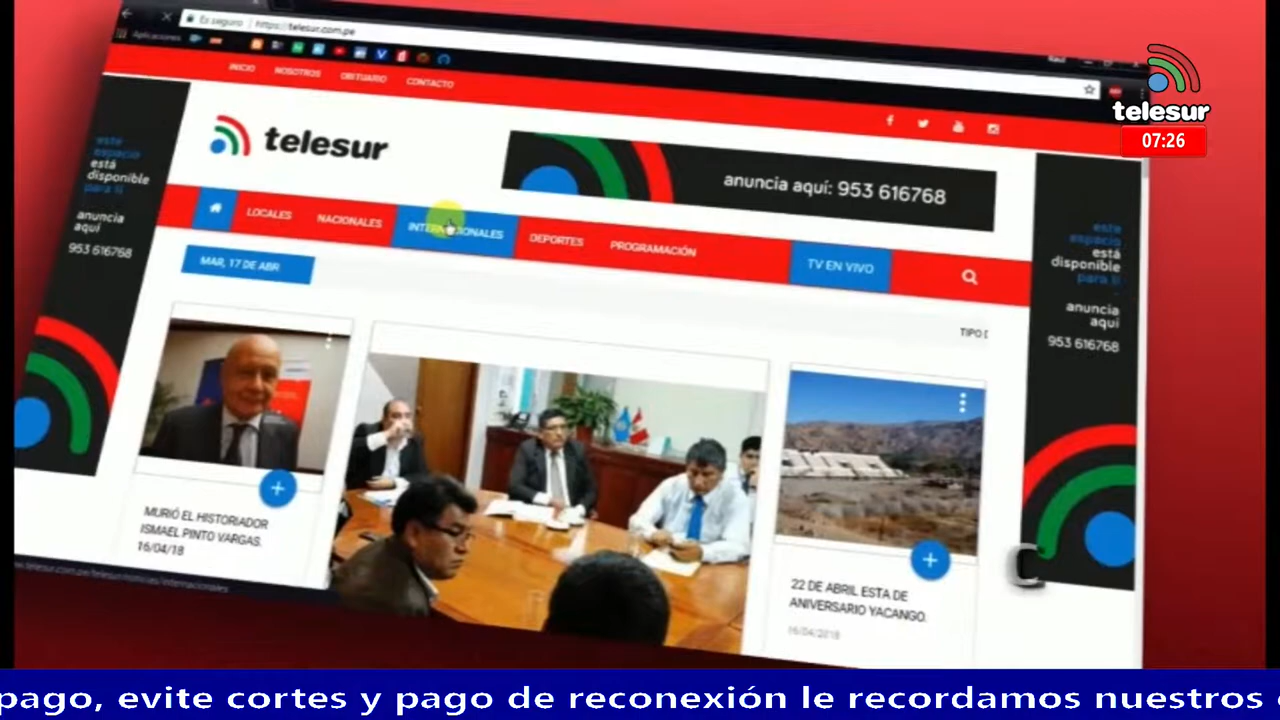 Es seguro | https://telesur.com.pe
Aplicaciones
INICIO NOSOTROS OBITUARIO CONTACTO
telesur
07:26
telesur
anuncia aquí: 953 616768
este
espacio
está
disponible
para ti
anuncia
aquí
953 616768
LOCALES NACIONALES INTERNACIONALES DEPORTES PROGRAMACIÓN TV EN VIVO
MAR, 17 DE ABR
este
espacio
está
disponible
para ti
anuncia
aquí
953 616768
TIPO D
MURIÓ EL HISTORIADOR
ISMAEL PINTO VARGAS.
16/04/18
22 DE ABRIL ESTA DE
ANIVERSARIO YACANGO.
16/04/2018
C
pago, evite cortes y pago de reconexión le recordamos nuestros